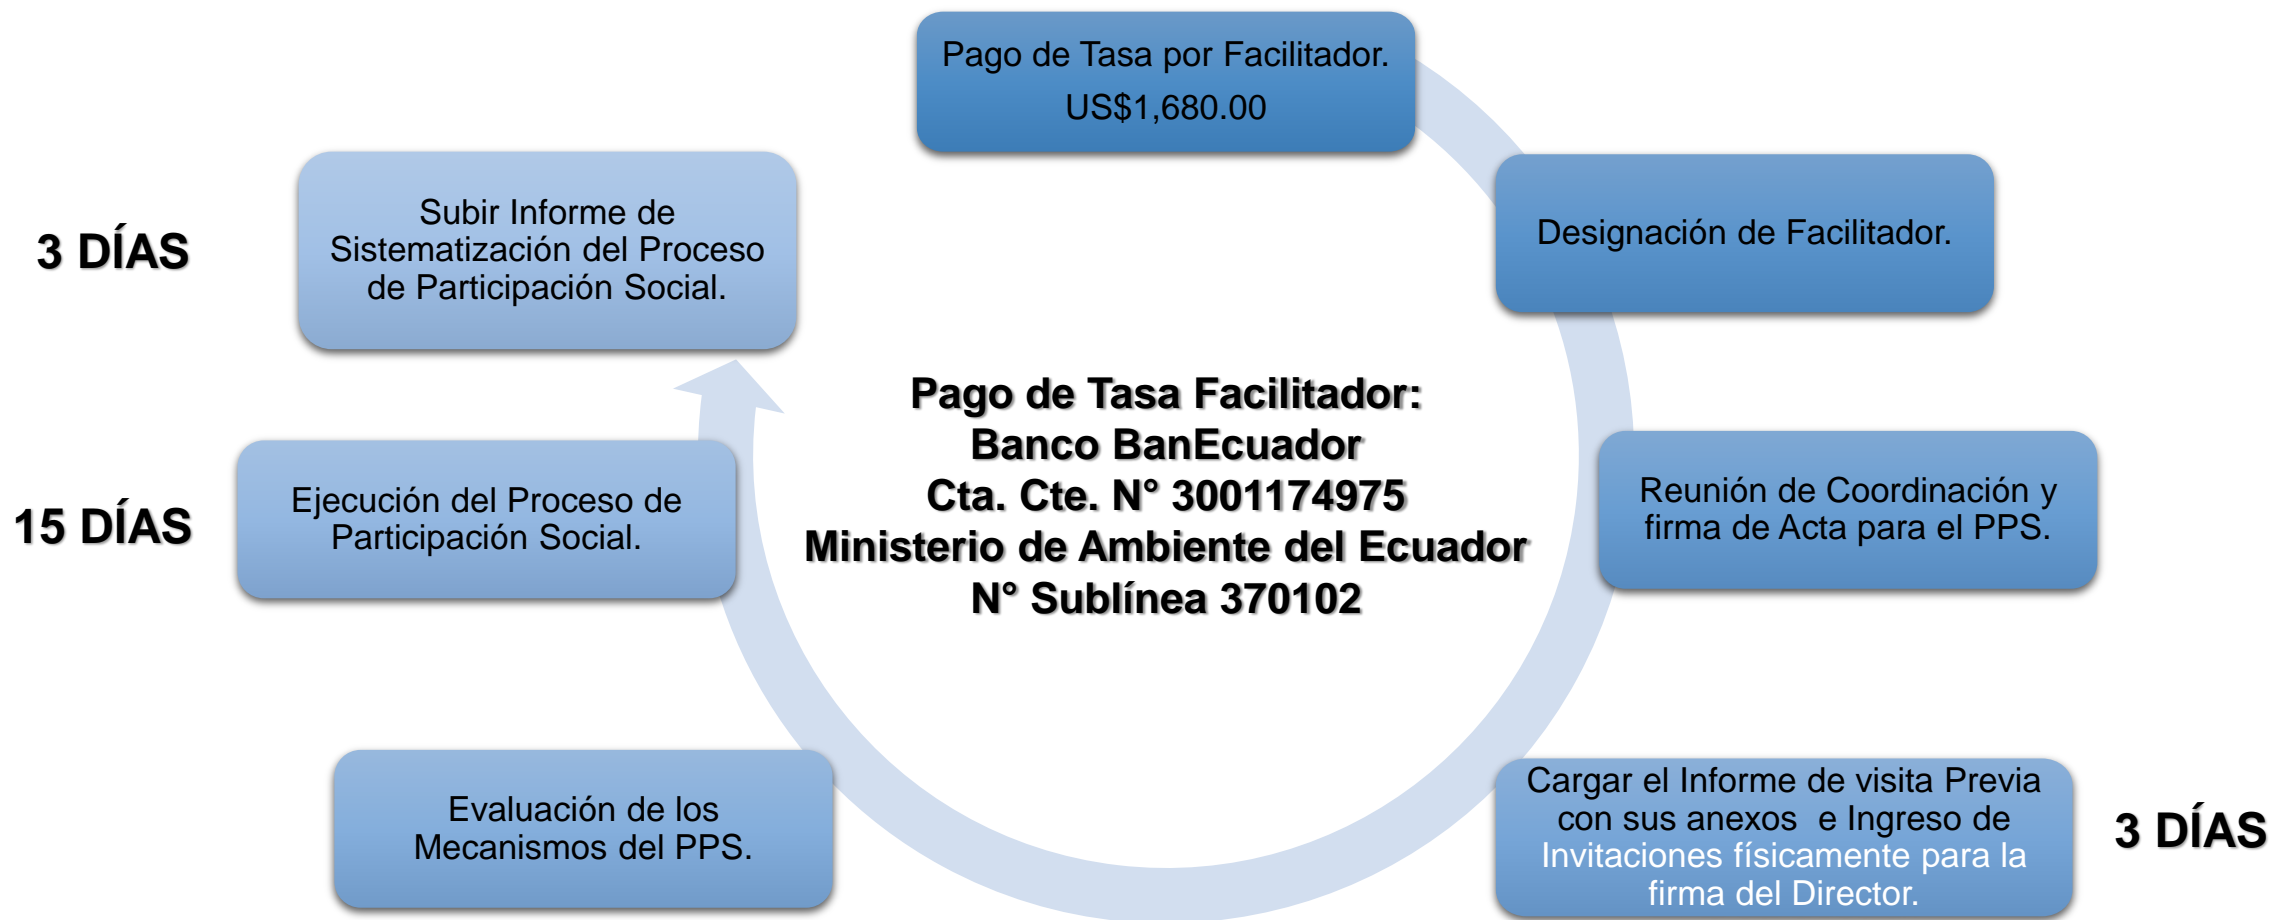 Pago de Tasa por Facilitador.
US$1,680.00
Designación de Facilitador.
Reunión de Coordinación y
firma de Acta para el PPS.
Cargar el Informe de visita Previa
con sus anexos e Ingreso de
Invitaciones físicamente para la
firma del Director.
3 DÍAS
Evaluación de los
Mecanismos del PPS.
Ejecución del Proceso de
Participación Social.
15 DÍAS
Subir Informe de
Sistematización del Proceso
de Participación Social.
3 DÍAS
Pago de Tasa Facilitador:
Banco BanEcuador
Cta. Cte. N° 3001174975
Ministerio de Ambiente del Ecuador
N° Sublínea 370102